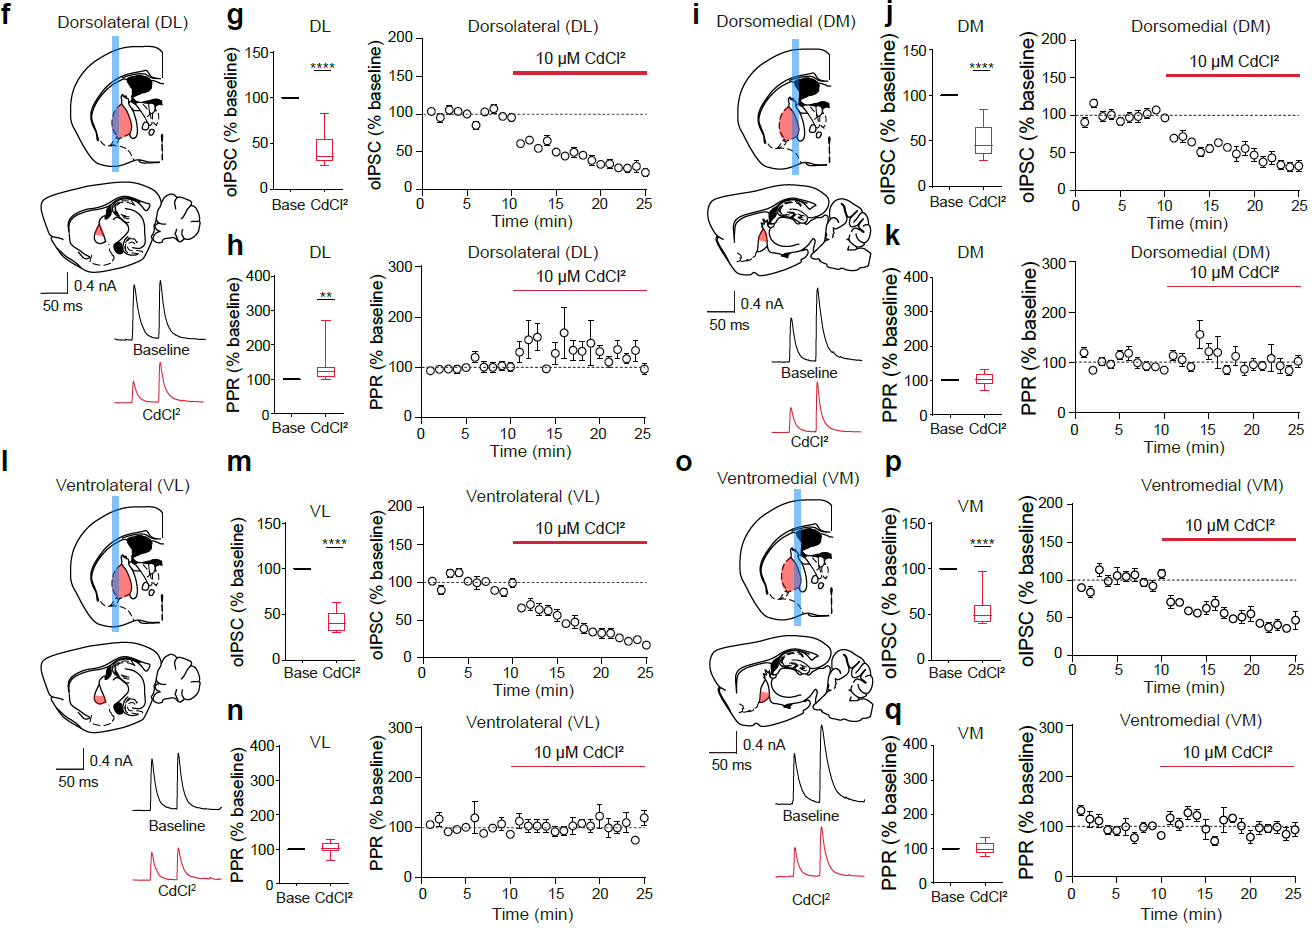 f
Dorsolateral (DL)
0.4 nA
50 ms
Baseline
CdCl²
g
DL
oIPSC (% baseline)
150
100
50
0
****
Base CdCl²
Dorsolateral (DL)
oIPSC (% baseline)
200
150
100
50
0
10 µM CdCl²
0 5 10 15 20 25
Time (min)
h
DL
PPR (% baseline)
400
300
200
100
0
**
Base CdCl²
Dorsolateral (DL)
PPR (% baseline)
300
200
100
0
10 µM CdCl²
0 5 10 15 20 25
Time (min)
i
Dorsomedial (DM)
0.4 nA
50 ms
Baseline
CdCl²
j
DM
oIPSC (% baseline)
150
100
50
0
****
Base CdCl²
Dorsomedial (DM)
oIPSC (% baseline)
200
150
100
50
0
10 µM CdCl²
0 5 10 15 20 25
Time (min)
k
DM
PPR (% baseline)
400
300
200
100
0
Base CdCl²
Dorsomedial (DM)
PPR (% baseline)
300
200
100
0
10 µM CdCl²
0 5 10 15 20 25
Time (min)
l
Ventrolateral (VL)
0.4 nA
50 ms
Baseline
CdCl²
m
VL
oIPSC (% baseline)
150
100
50
0
****
Base CdCl²
Ventrolateral (VL)
oIPSC (% baseline)
200
150
100
50
0
10 µM CdCl²
0 5 10 15 20 25
Time (min)
n
VL
PPR (% baseline)
400
300
200
100
0
Base CdCl²
Ventrolateral (VL)
PPR (% baseline)
300
200
100
0
10 µM CdCl²
0 5 10 15 20 25
Time (min)
o
Ventromedial (VM)
0.4 nA
50 ms
Baseline
CdCl²
p
VM
oIPSC (% baseline)
150
100
50
0
****
Base CdCl²
Ventromedial (VM)
oIPSC (% baseline)
200
150
100
50
0
10 µM CdCl²
0 5 10 15 20 25
Time (min)
q
VM
PPR (% baseline)
400
300
200
100
0
Base CdCl²
Ventromedial (VM)
PPR (% baseline)
300
200
100
0
10 µM CdCl²
0 5 10 15 20 25
Time (min)